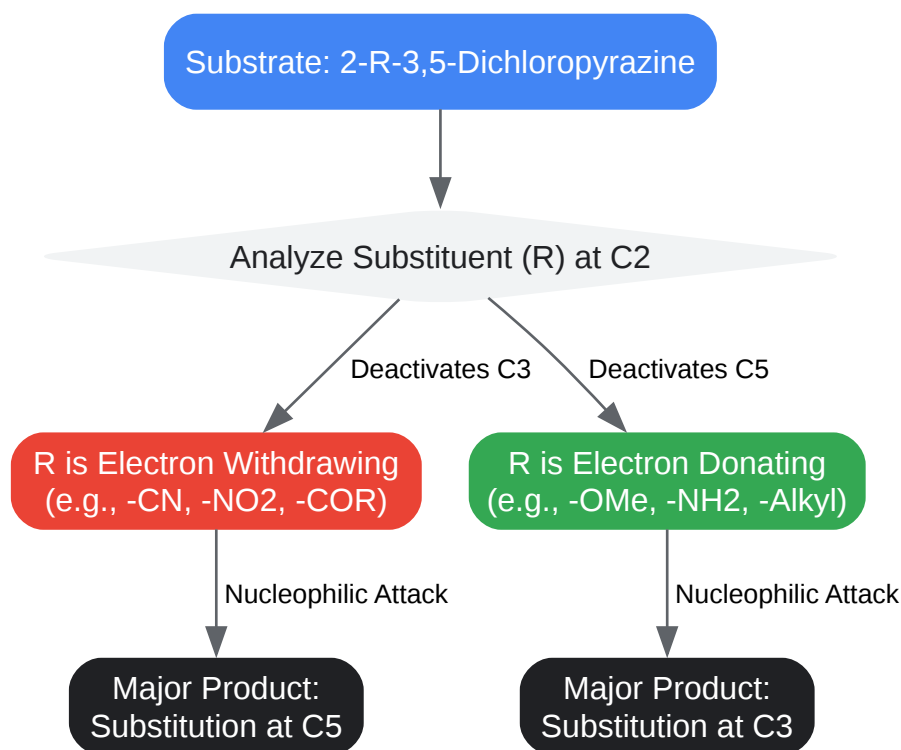 Substrate: 2-R-3,5-Dichloropyrazine
Analyze Substituent (R) at C2
Deactivates C3
Deactivates C5
R is Electron Withdrawing
(e.g., -CN, -NO2, -COR)
R is Electron Donating
(e.g., -OMe, -NH2, -Alkyl)
Nucleophilic Attack
Nucleophilic Attack
Major Product:
Substitution at C5
Major Product:
Substitution at C3